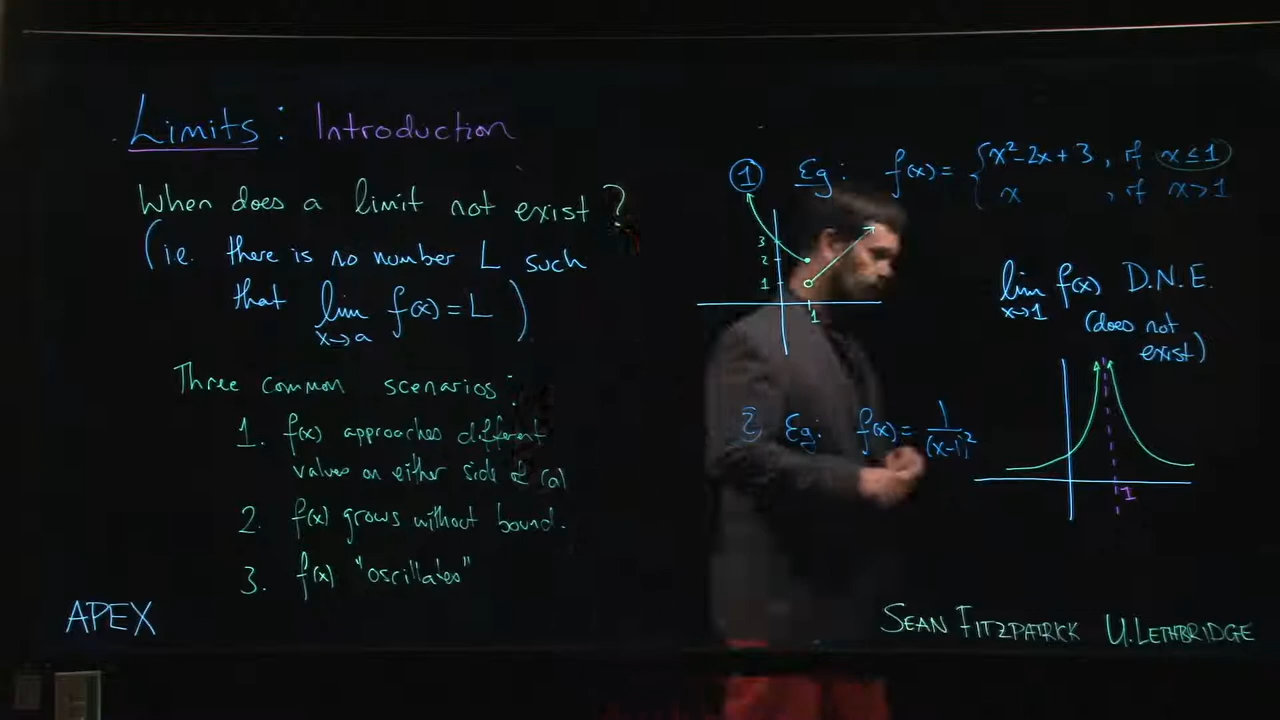 Limits: Introduction
When does a limit not exist?
(i.e. there is no number L such
that lim f(x) = L)
x→a
Three common scenarios:
1. f(x) approaches different
values on either side of (a)
2. f(x) grows without bound.
3. f(x) "oscillates"
APEX
① Eg: f(x) = { x²-2x+3, if x≤1
x, if x>1
3
2
1
1
lim f(x) D.N.E.
x→1
(does not
exist)
2 Eg: f(x) = 1/(x-1)²
1
SEAN FITZPATRICK U. LETHBRIDGE